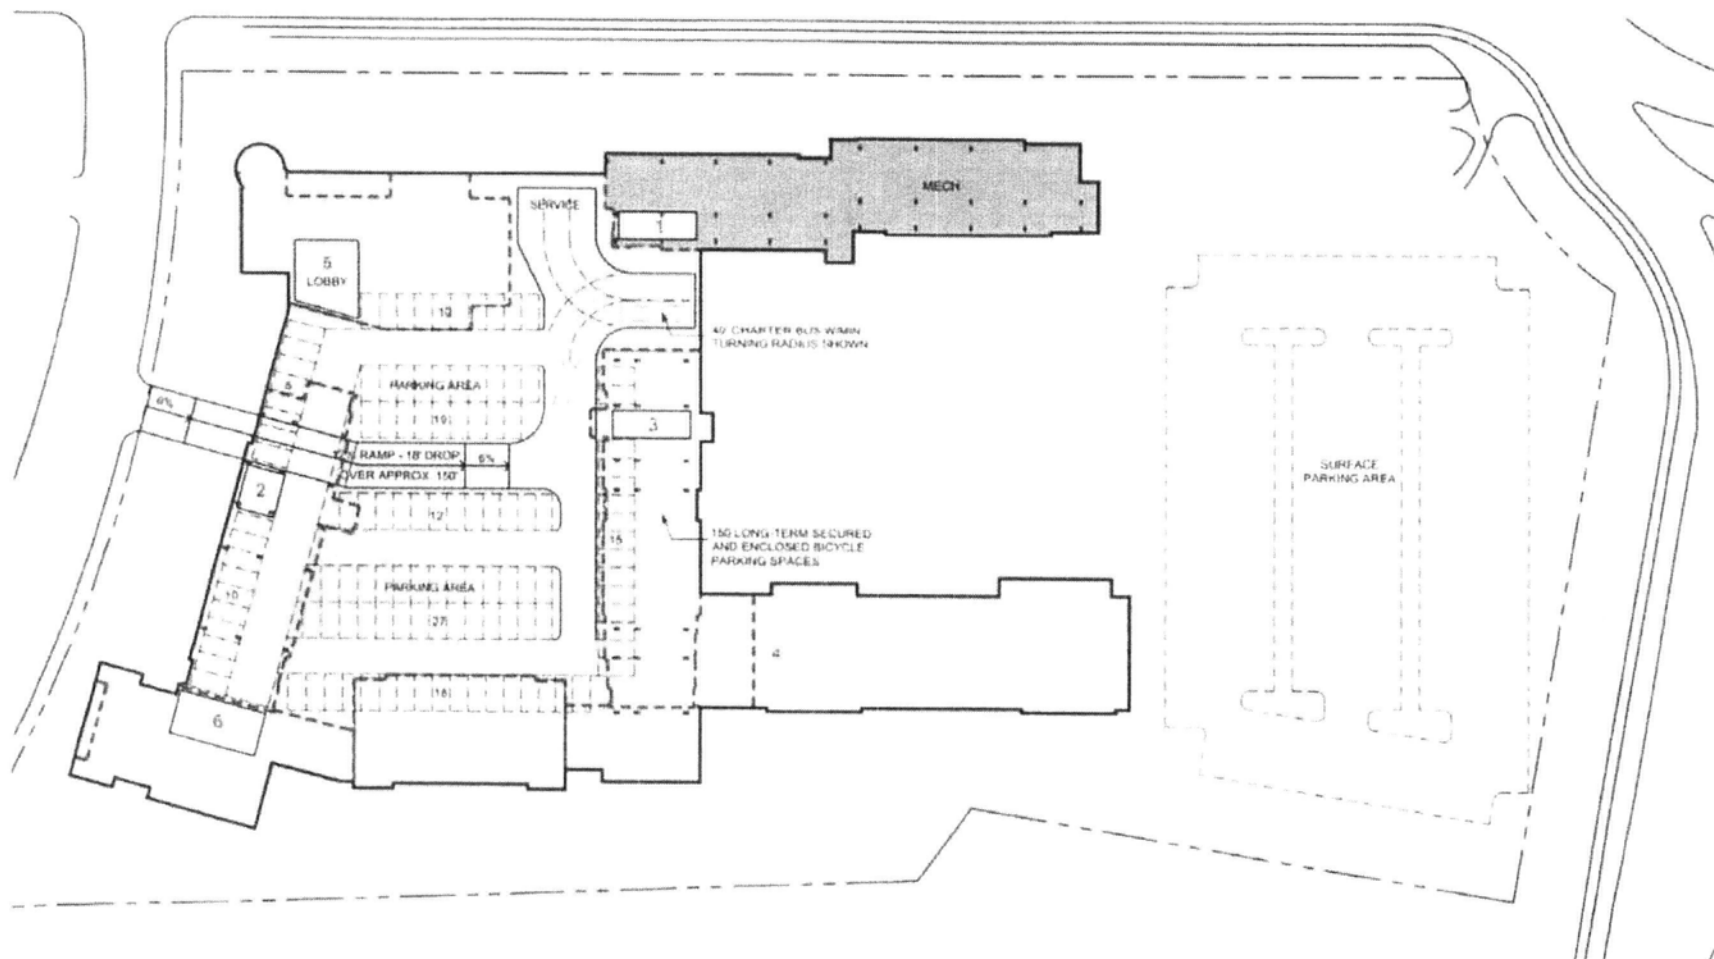 MECH
SERVICE
1
5
LOBBY
10
40' CHARTER BUS W/MIN
TURNING RADIUS SHOWN
8
PARKING AREA
6%
19
3
RAMP - 18' DROP
6%
OVER APPROX. 150'
SURFACE
PARKING AREA
2
12
150 LONG-TERM SECURED
AND ENCLOSED BICYCLE
PARKING SPACES
15
PARKING AREA
10
27
4
6